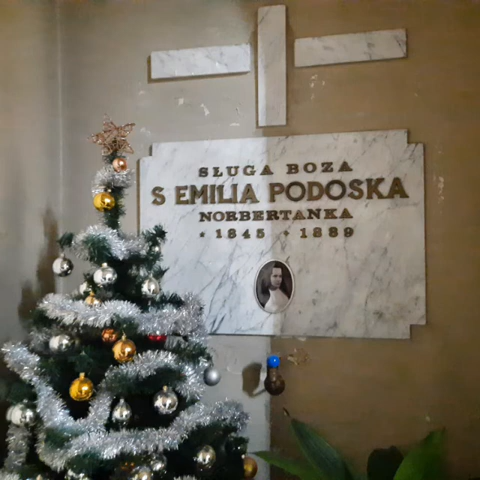 SŁUGA BOŻA
S EMILIA PODOSKA
NORBERTANKA
* 1845 * 1889